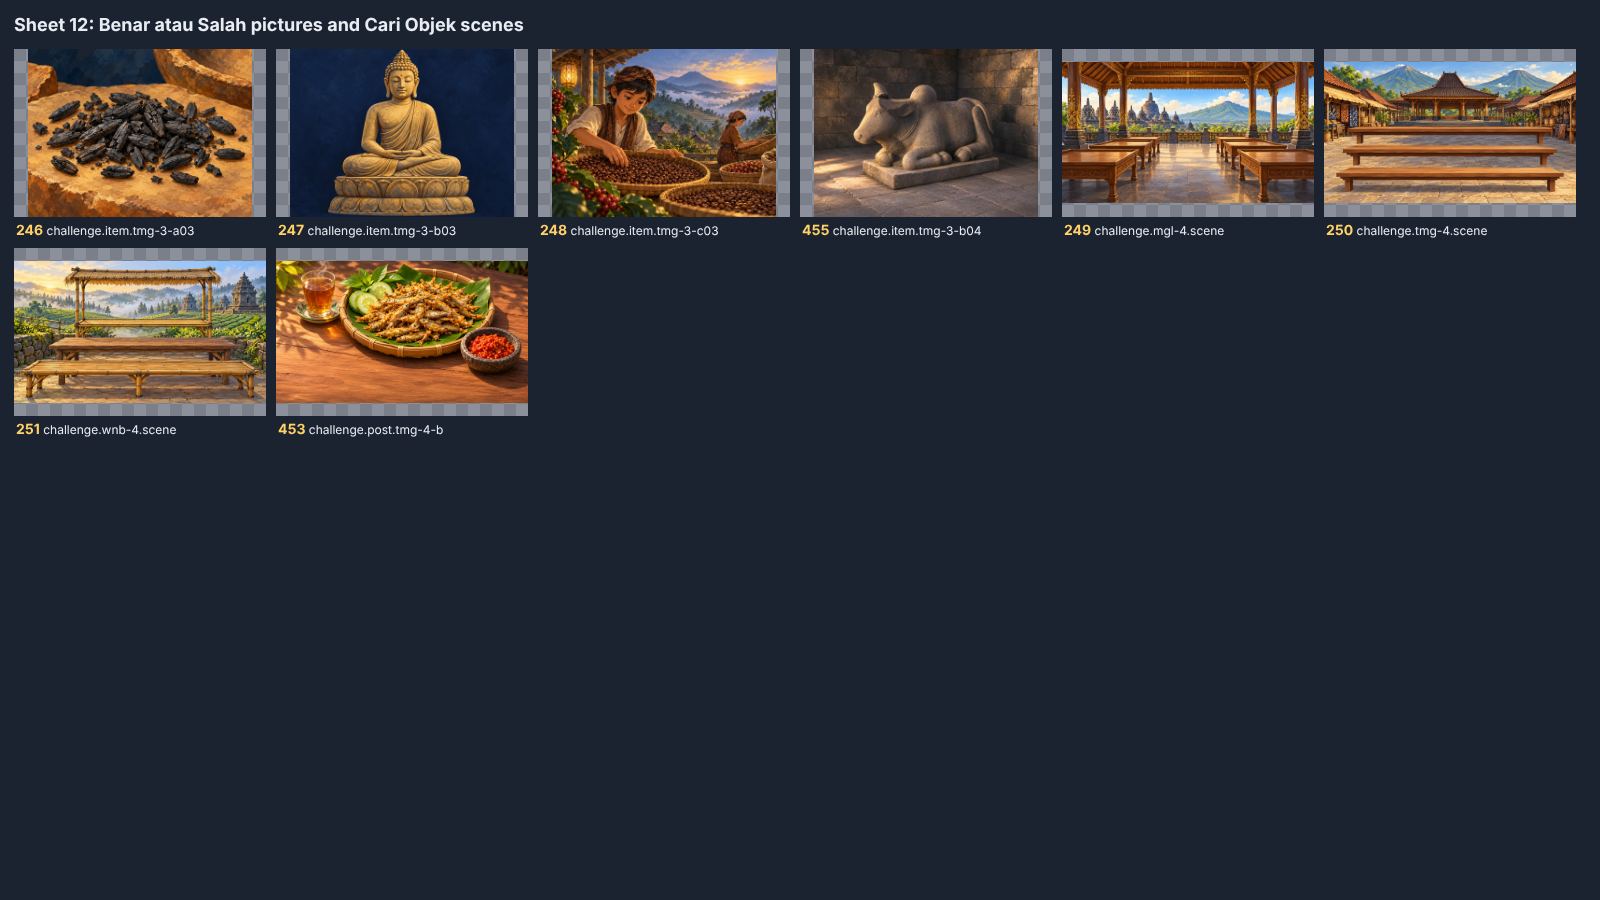 Sheet 12: Benar atau Salah pictures and Cari Objek scenes
246 challenge.item.tmg-3-a03
247 challenge.item.tmg-3-b03
248 challenge.item.tmg-3-c03
455 challenge.item.tmg-3-b04
249 challenge.mgl-4.scene
250 challenge.tmg-4.scene
251 challenge.wnb-4.scene
453 challenge.post.tmg-4-b